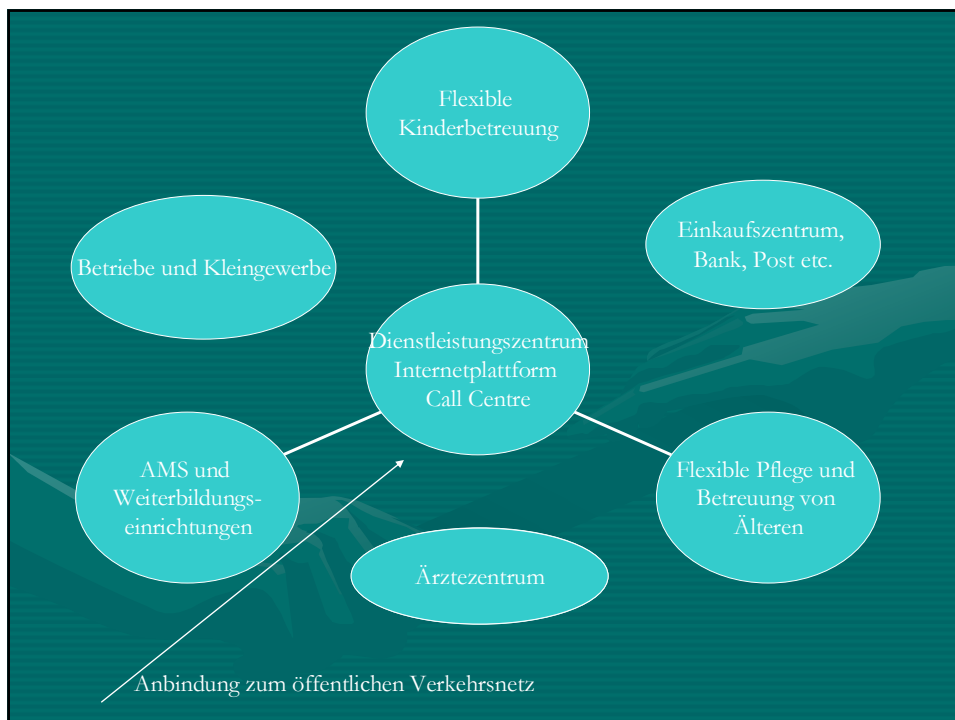 Flexible
Kinderbetreuung
Einkaufszentrum,
Bank, Post etc.
Betriebe und Kleingewerbe
Dienstleistungszentrum
Internetplattform
Call Centre
AMS und
Weiterbildungs-
einrichtungen
Flexible Pflege und
Betreuung von
Älteren
Ärztezentrum
Anbindung zum öffentlichen Verkehrsnetz